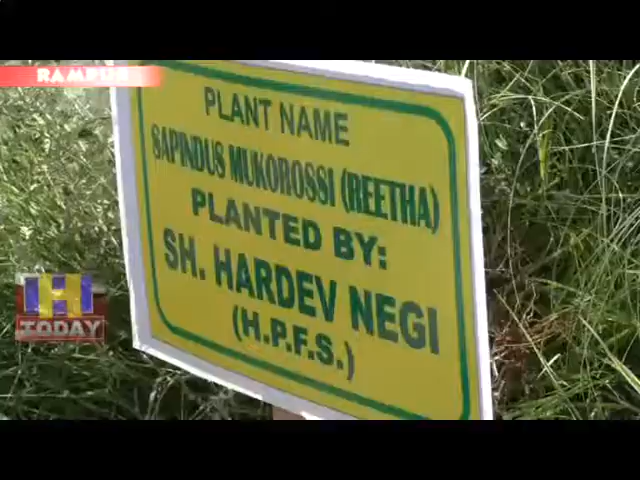 RAMPUR
PLANT NAME
SAPINDUS MUKOROSSI (REETHA)
PLANTED BY:
SH. HARDEV NEGI
(H.P.F.S.)
H
TODAY